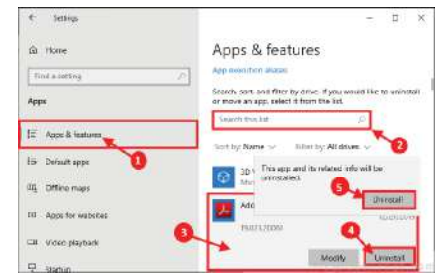 Settings
Home
Find a setting
Apps
Apps & features
Default apps
Offline maps
Apps for websites
Video playback
Startup
Apps & features
App execution aliases
Search, sort, and filter by drive. If you would like to uninstall
or move an app, select it from the list.
Search this list
Sort by: Name
Filter by: All drives
3D
This app and its related info will be
uninstalled.
Uninstall
Modify
Uninstall
1
2
3
4
5